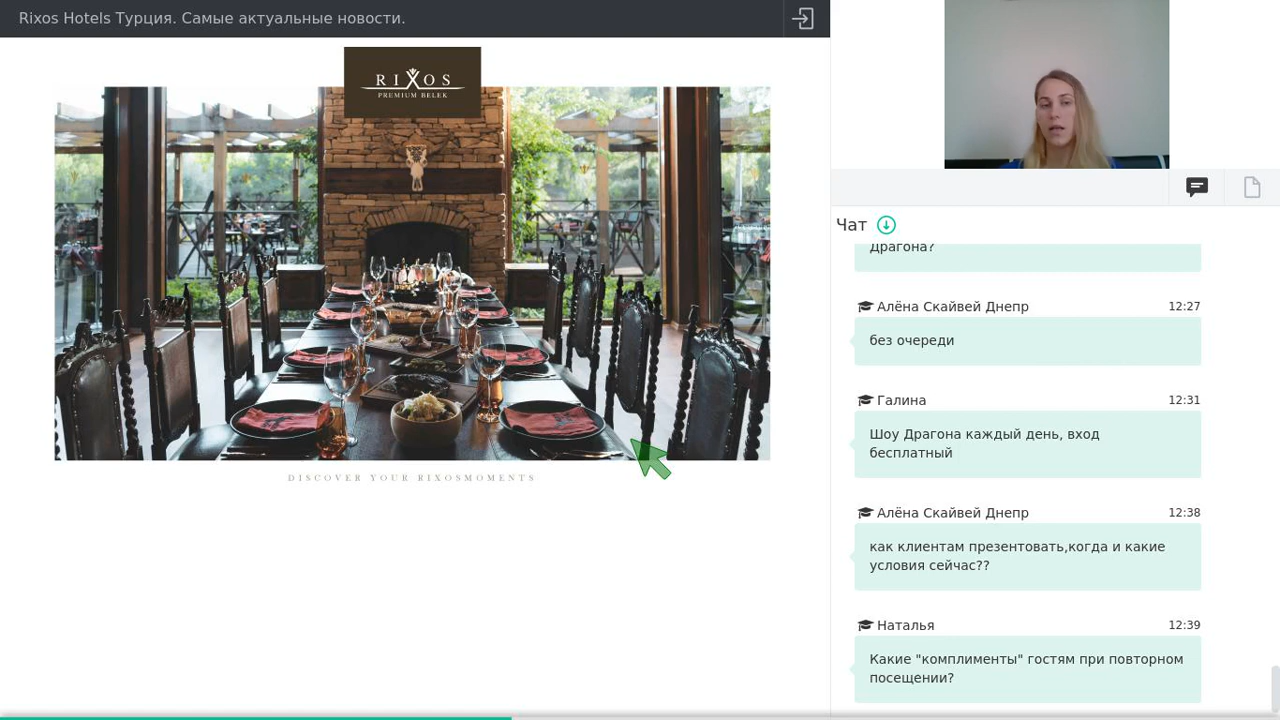 Rixos Hotels Турция. Самые актуальные новости.
RIXOS
PREMIUM BELEK
DISCOVER YOUR RIXOSMOMENTS
Чат
Драгона?
Алёна Скайвей Днепр 12:27
без очереди
Галина 12:31
Шоу Драгона каждый день, вход
бесплатный
Алёна Скайвей Днепр 12:38
как клиентам презентовать,когда и какие
условия сейчас??
Наталья 12:39
Какие "комплименты" гостям при повторном
посещении?